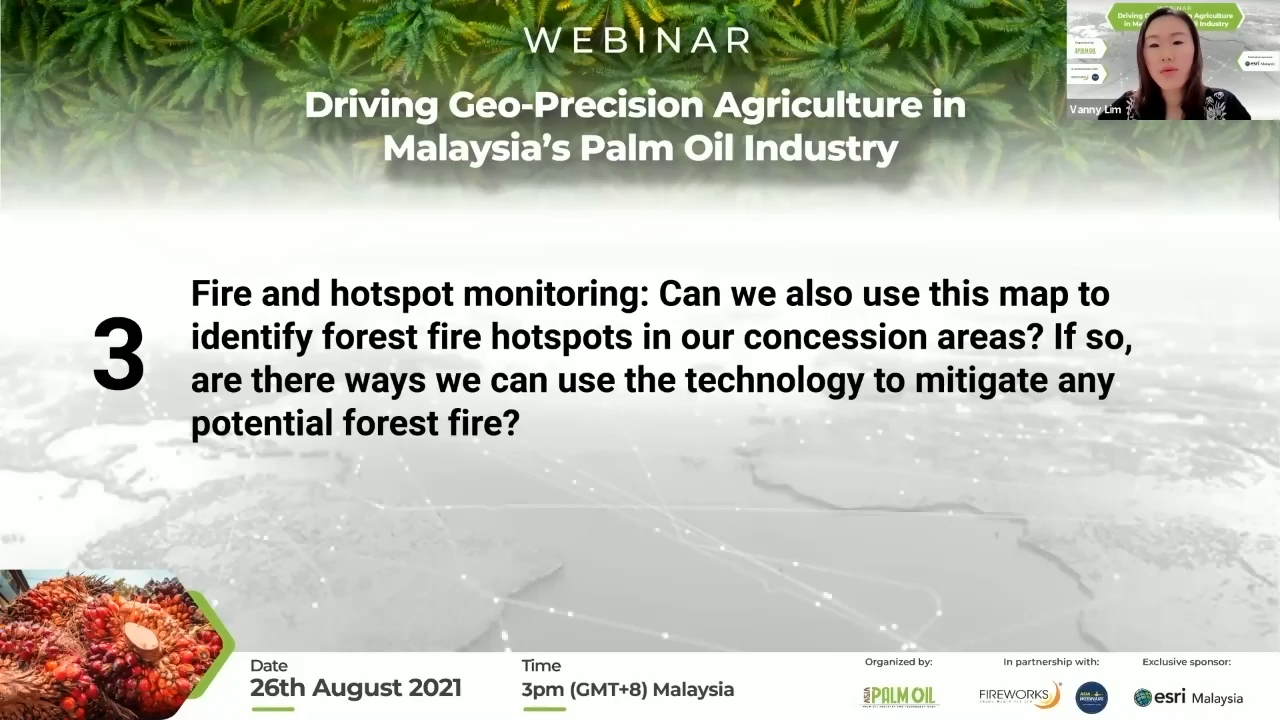 WEBINAR
Driving Geo-Precision Agriculture in
Malaysia's Palm Oil Industry
Vanny Lim
3
Fire and hotspot monitoring: Can we also use this map to
identify forest fire hotspots in our concession areas? If so,
are there ways we can use the technology to mitigate any
potential forest fire?
Date
26th August 2021
Time
3pm (GMT+8) Malaysia
Organized by:
ASIA PALM OIL
In partnership with:
FIREWORKS
Exclusive sponsor:
esri Malaysia